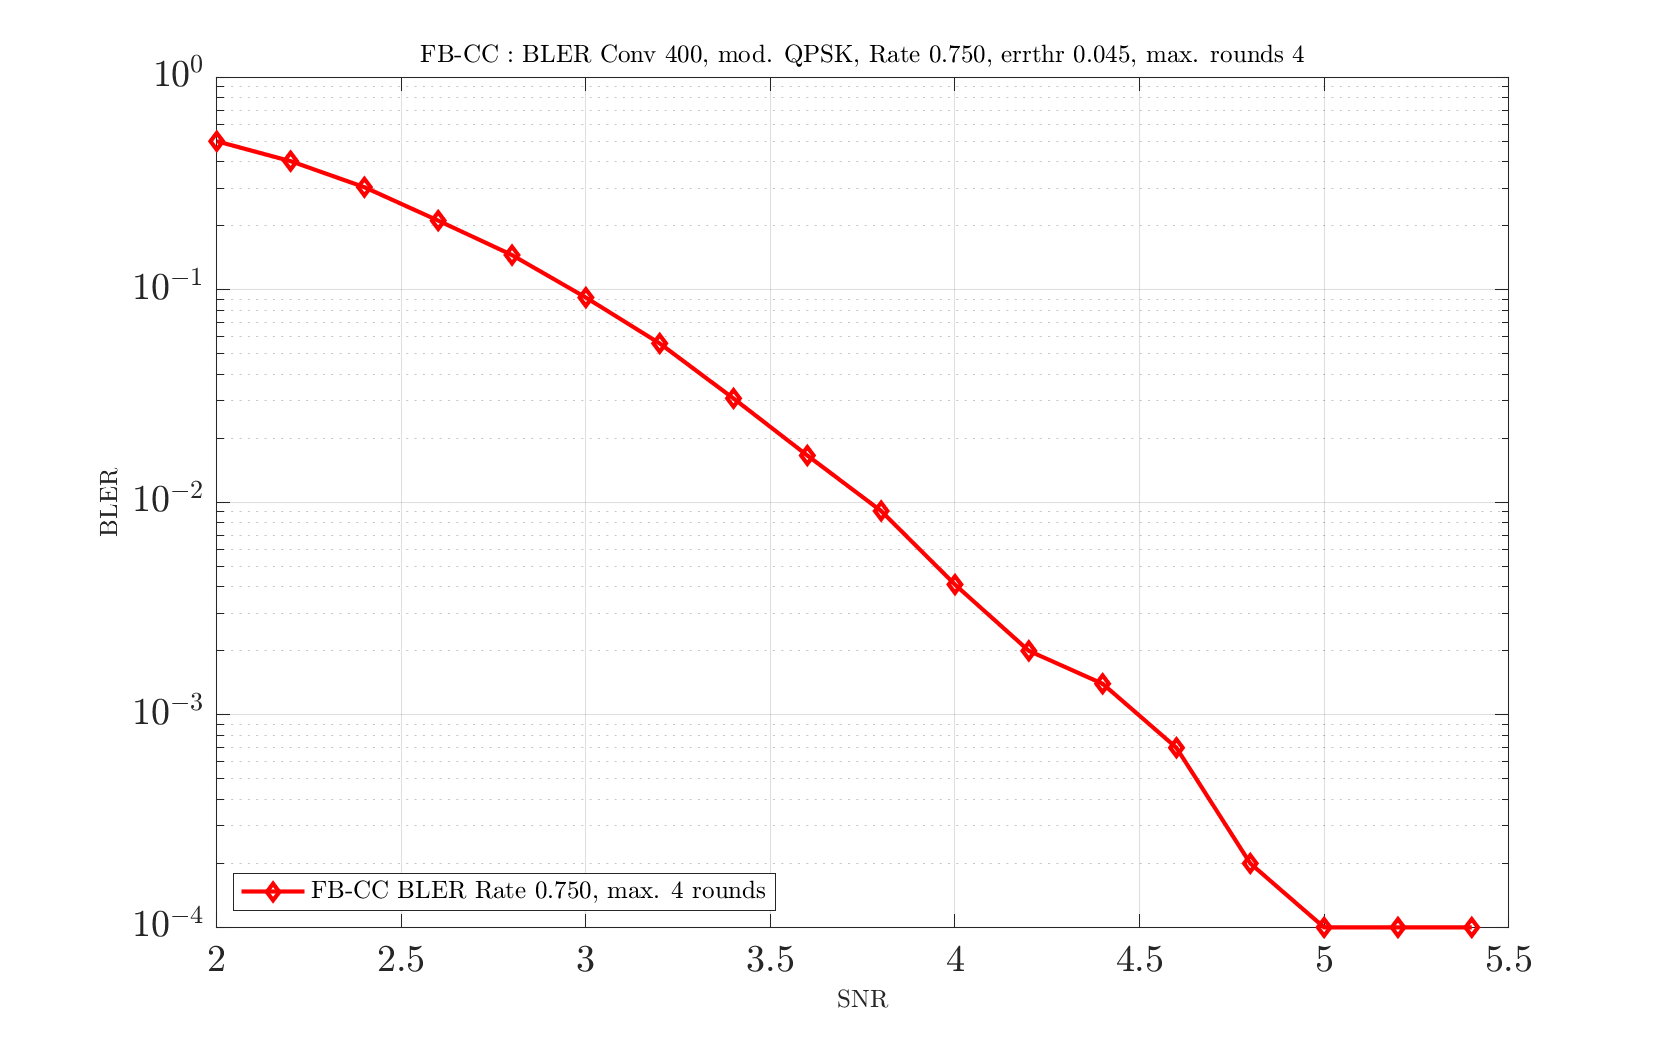 FB-CC : BLER Conv 400, mod. QPSK, Rate 0.750, errthr 0.045, max. rounds 4
10^0
10^-1
10^-2
10^-3
10^-4
BLER
FB-CC BLER Rate 0.750, max. 4 rounds
2 2.5 3 3.5 4 4.5 5 5.5
SNR